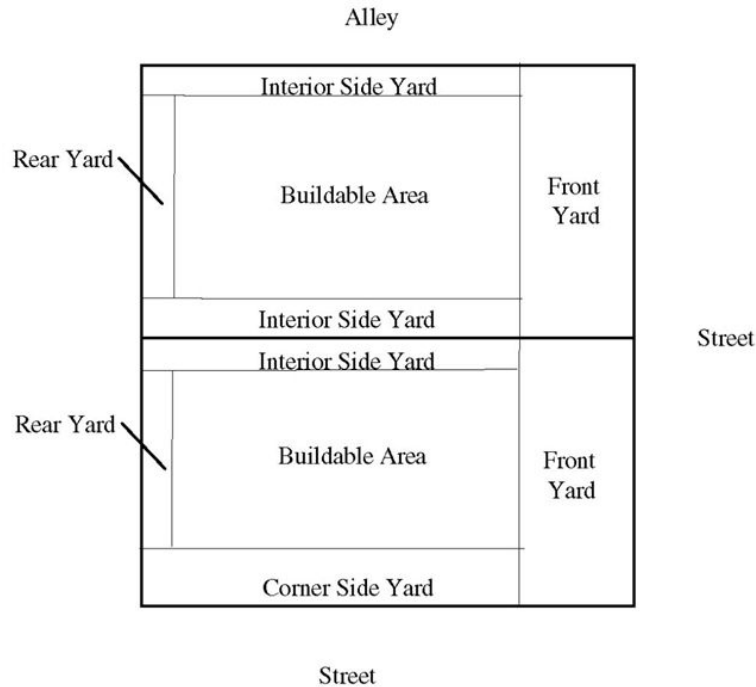 Alley
Interior Side Yard
Rear Yard
Buildable Area
Front
Yard
Interior Side Yard
Street
Interior Side Yard
Rear Yard
Buildable Area
Front
Yard
Corner Side Yard
Street